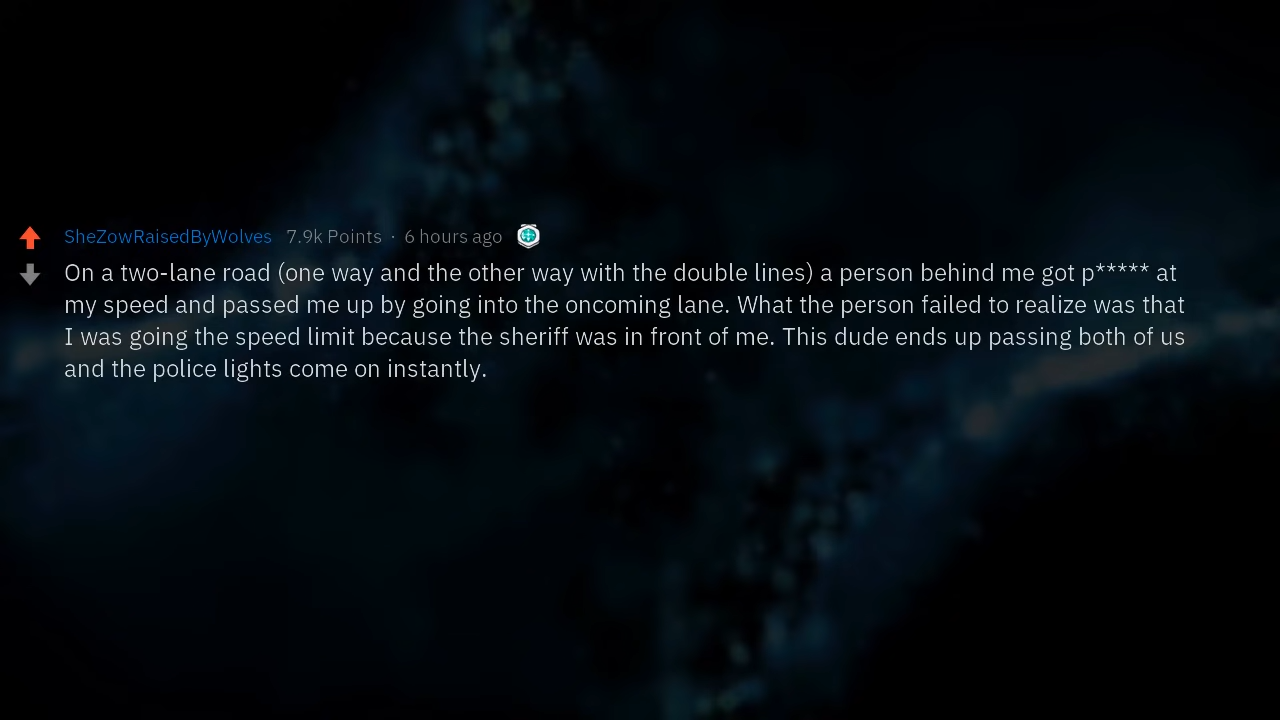 SheZowRaisedByWolves 7.9k Points · 6 hours ago
On a two-lane road (one way and the other way with the double lines) a person behind me got p***** at
my speed and passed me up by going into the oncoming lane. What the person failed to realize was that
I was going the speed limit because the sheriff was in front of me. This dude ends up passing both of us
and the police lights come on instantly.